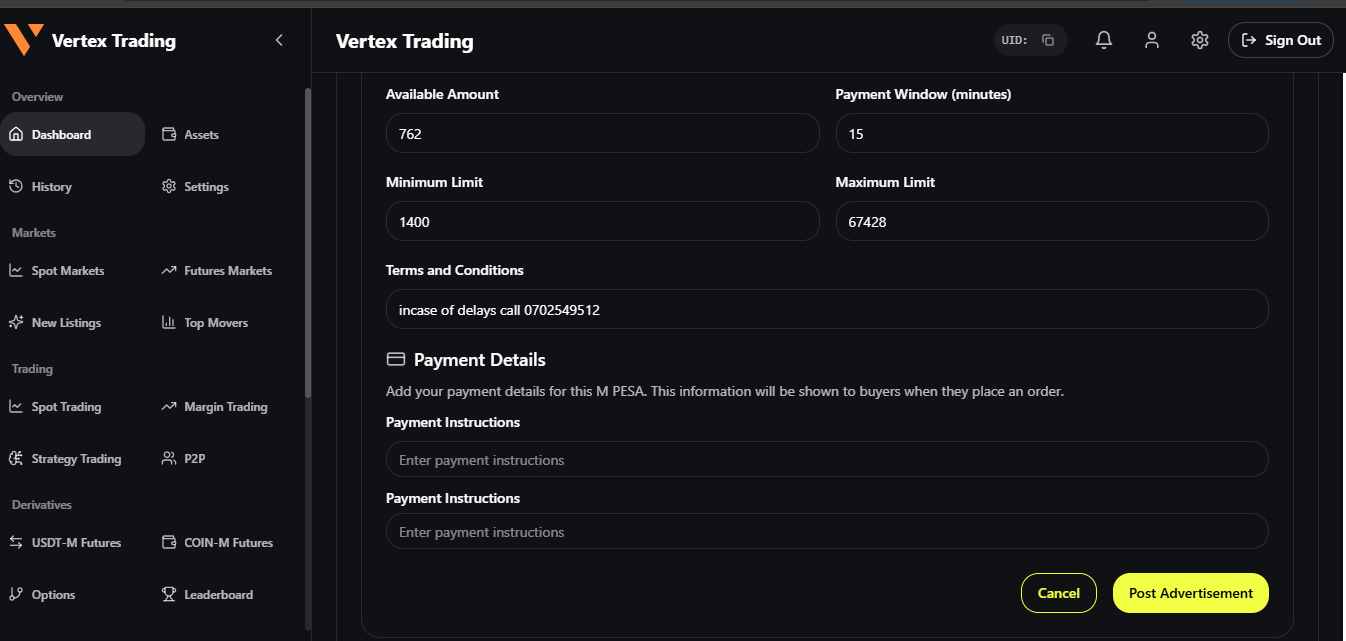 Vertex Trading
Vertex Trading
UID:
Sign Out
Overview
Dashboard
Assets
History
Settings
Markets
Spot Markets
Futures Markets
New Listings
Top Movers
Trading
Spot Trading
Margin Trading
Strategy Trading
P2P
Derivatives
USDT-M Futures
COIN-M Futures
Options
Leaderboard
Available Amount
Payment Window (minutes)
762
15
Minimum Limit
Maximum Limit
1400
67428
Terms and Conditions
incase of delays call 0702549512
Payment Details
Add your payment details for this M PESA. This information will be shown to buyers when they place an order.
Payment Instructions
Enter payment instructions
Payment Instructions
Enter payment instructions
Cancel
Post Advertisement